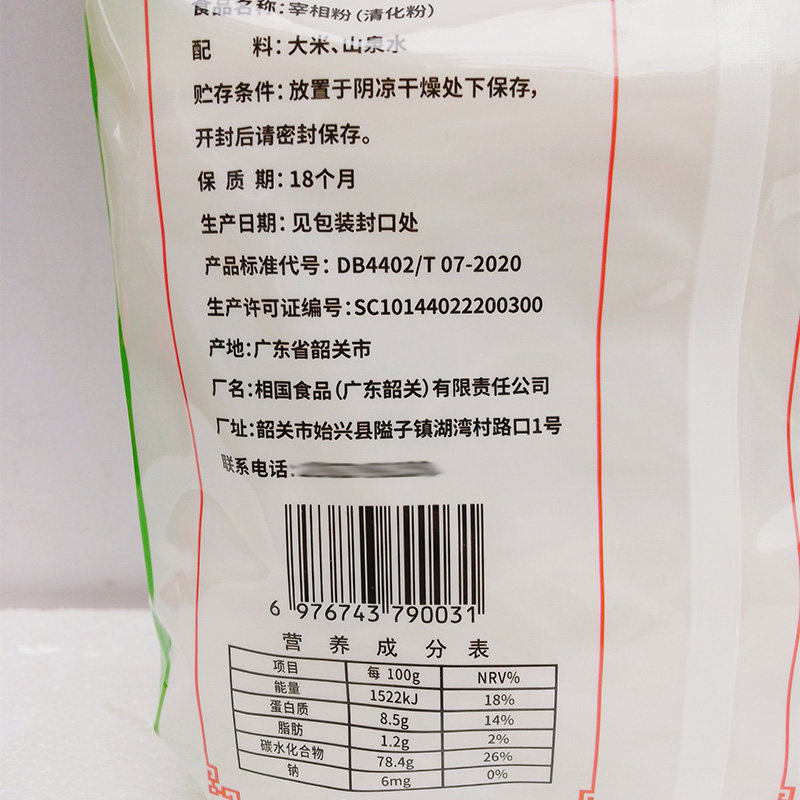 食品名称：宰相粉（清化粉）
配 料：大米、山泉水
贮存条件：放置于阴凉干燥处下保存，
开封后请密封保存。
保 质 期：18个月
生产日期：见包装封口处
产品标准代号：DB4402/T 07-2020
生产许可证编号：SC10144022200300
产地：广东省韶关市
厂名：相国食品（广东韶关）有限责任公司
厂址：韶关市始兴县隘子镇湖湾村路口1号
联系电话：
6 976743 790031
营 养 成 分 表
项目 每 100g NRV%
能量 1522kJ 18%
蛋白质 8.5g 14%
脂肪 1.2g 2%
碳水化合物 78.4g 26%
钠 6mg 0%